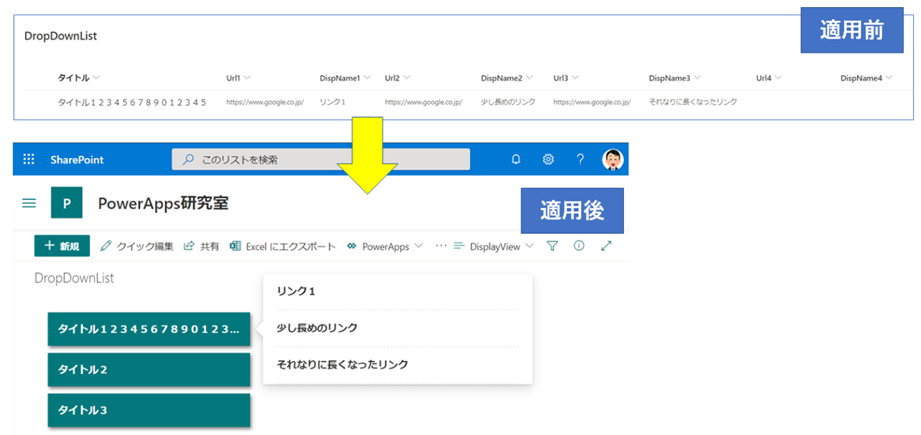 適用前
DropDownList
タイトル Url1 DispName1 Url2 DispName2 Url3 DispName3 Url4 DispName4
タイトル１２３４５６７８９０１２３４５ https://www.google.co.jp/ リンク１ https://www.google.co.jp/ 少し長めのリンク https://www.google.co.jp/ それなりに長くなったリンク
SharePoint このリストを検索 ?
P PowerApps研究室
適用後
+ 新規 クイック編集 共有 Excel にエクスポート PowerApps ··· DisplayView
DropDownList
リンク１
タイトル１２３４５６７８９０１２３... 少し長めのリンク
タイトル２ それなりに長くなったリンク
タイトル３